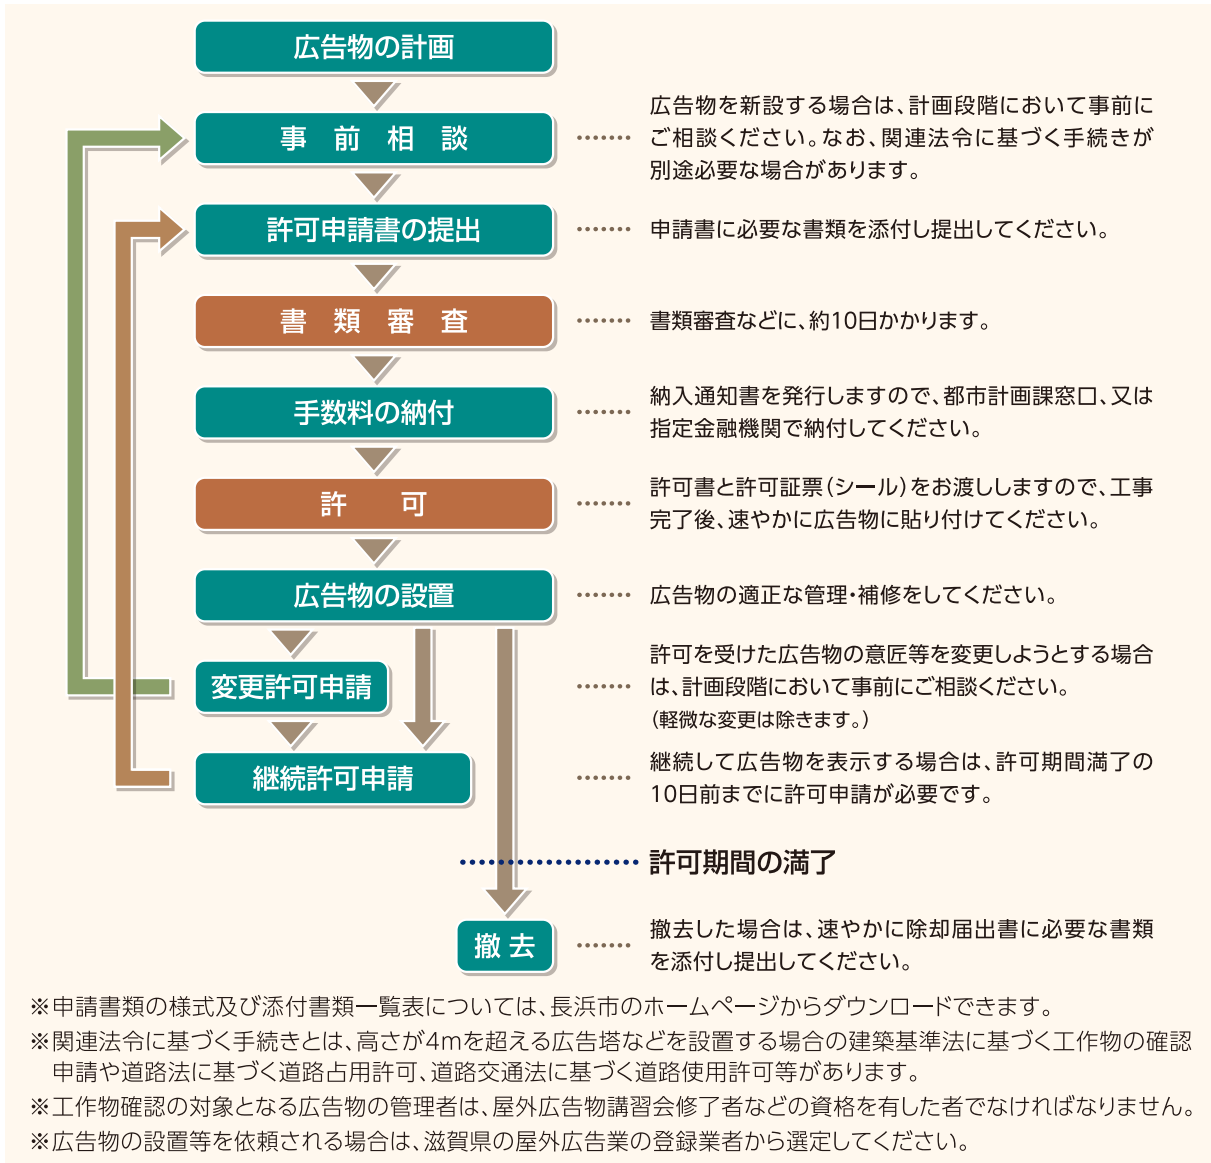 広告物の計画
事前相談
広告物を新設する場合は、計画段階において事前に
ご相談ください。なお、関連法令に基づく手続きが
別途必要な場合があります。
許可申請書の提出
申請書に必要な書類を添付し提出してください。
書類審査
書類審査などに、約10日かかります。
手数料の納付
納入通知書を発行しますので、都市計画課窓口、又は
指定金融機関で納付してください。
許可
許可書と許可証票(シール)をお渡ししますので、工事
完了後、速やかに広告物に貼り付けてください。
広告物の設置
広告物の適正な管理・補修をしてください。
変更許可申請
許可を受けた広告物の意匠等を変更しようとする場合
は、計画段階において事前にご相談ください。
(軽微な変更は除きます。)
継続許可申請
継続して広告物を表示する場合は、許可期間満了の
10日前までに許可申請が必要です。
許可期間の満了
撤去
撤去した場合は、速やかに除却届出書に必要な書類
を添付し提出してください。
※申請書類の様式及び添付書類一覧表については、長浜市のホームページからダウンロードできます。
※関連法令に基づく手続きとは、高さが4mを超える広告塔などを設置する場合の建築基準法に基づく工作物の確認
申請や道路法に基づく道路占用許可、道路交通法に基づく道路使用許可等があります。
※工作物確認の対象となる広告物の管理者は、屋外広告物講習会修了者などの資格を有した者でなければなりません。
※広告物の設置等を依頼される場合は、滋賀県の屋外広告業の登録業者から選定してください。